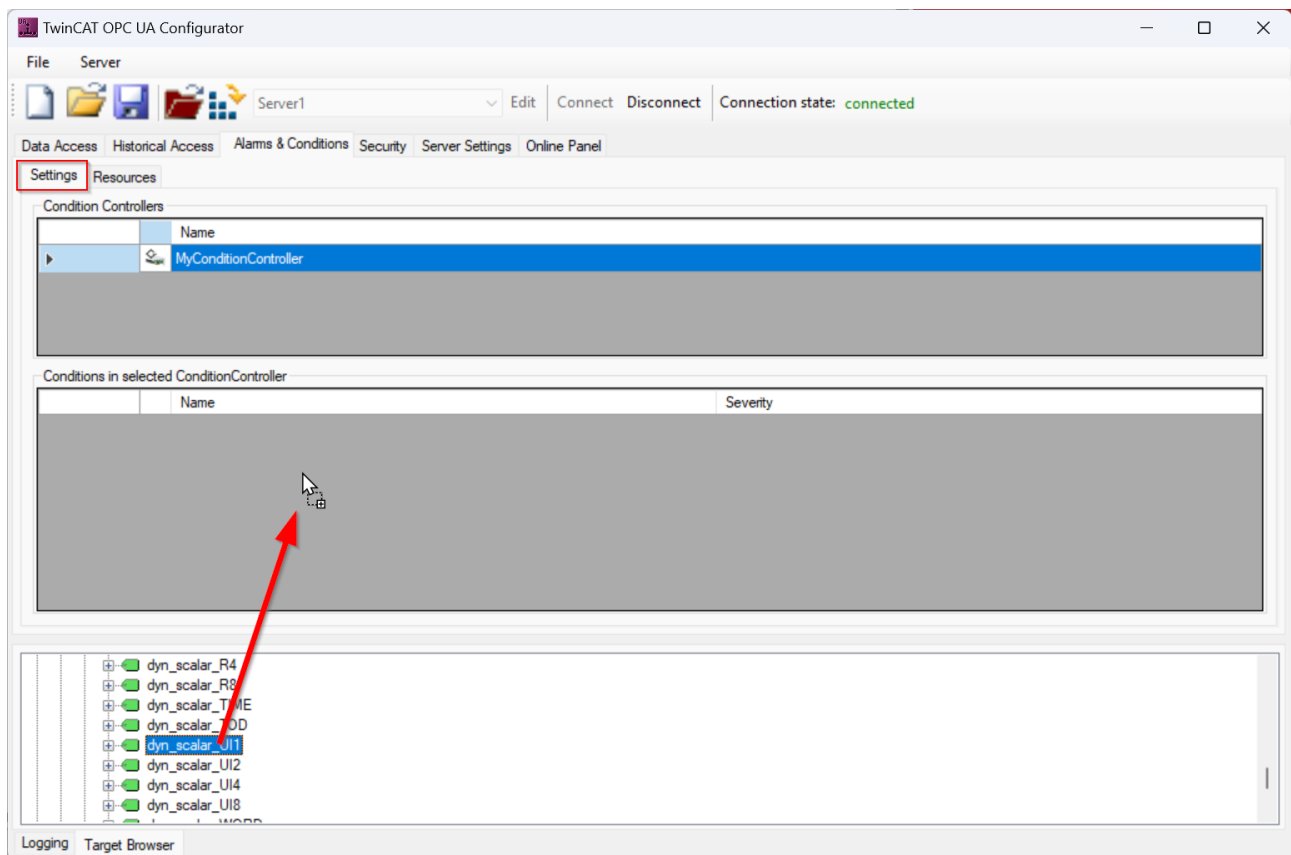 TwinCAT OPC UA Configurator
File Server
Server1 Edit Connect Disconnect Connection state: connected
Data Access Historical Access Alarms & Conditions Security Server Settings Online Panel
Settings Resources
Condition Controllers
Name
MyConditionController
Conditions in selected ConditionController
Name Severity
dyn_scalar_R4
dyn_scalar_R8
dyn_scalar_TIME
dyn_scalar_TOD
dyn_scalar_UI1
dyn_scalar_UI2
dyn_scalar_UI4
dyn_scalar_UI8
Logging Target Browser